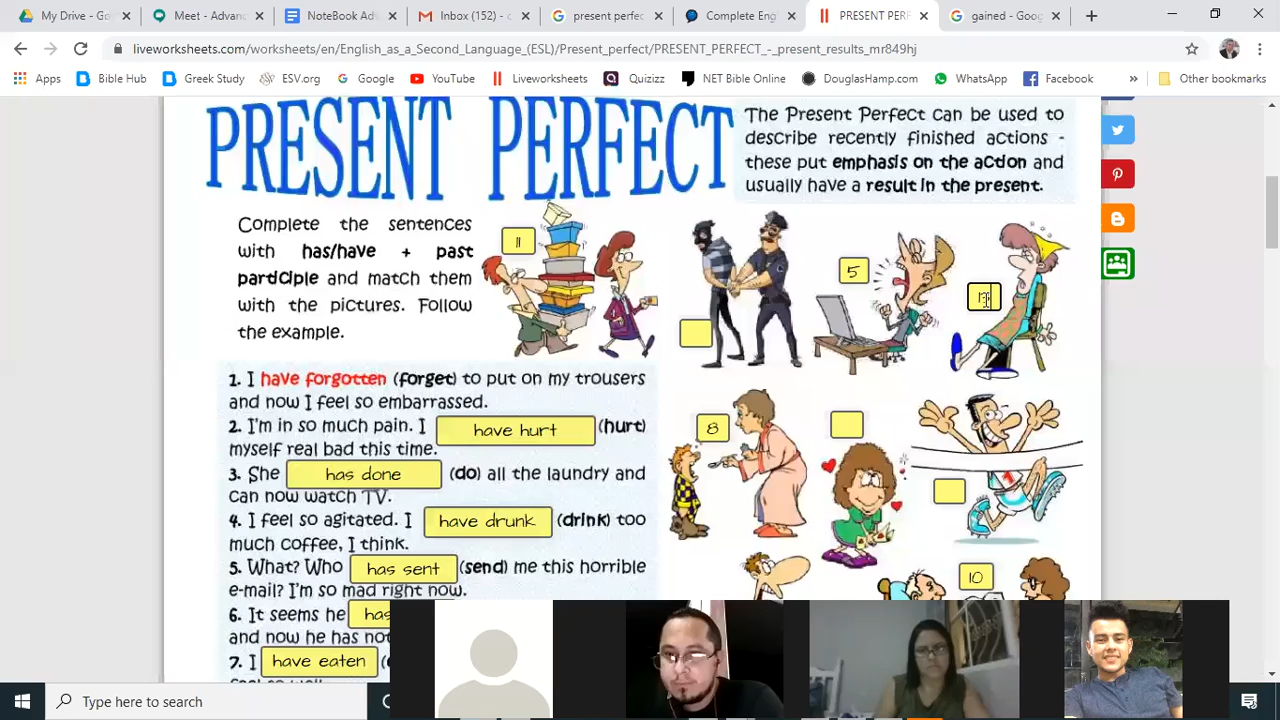 My Drive - Goi
Meet - Advanc
NoteBook Adv
Inbox (152) - c
present perfec
Complete Engl
PRESENT PERF
gained - Goog
liveworksheets.com/worksheets/en/English_as_a_Second_Language_(ESL)/Present_perfect/PRESENT_PERFECT_-_present_results_mr849hj
Apps
Bible Hub
Greek Study
ESV.org
Google
YouTube
Liveworksheets
Quizizz
NET Bible Online
DouglasHamp.com
WhatsApp
Facebook
»
Other bookmarks
PRESENT PERFECT
The Present Perfect can be used to
describe recently finished actions -
these put emphasis on the action and
usually have a result in the present.
Complete the sentences
with has/have + past
participle and match them
with the pictures. Follow
the example.
11
5
8
10
1. I have forgotten (forget) to put on my trousers
and now I feel so embarrassed.
2. I'm in so much pain. I have hurt (hurt)
myself real bad this time.
3. She has done (do) all the laundry and
can now watch TV.
4. I feel so agitated. I have drunk (drink) too
much coffee, I think.
5. What? Who has sent (send) me this horrible
e-mail? I'm so mad right now.
6. It seems he has
and now he has not
7. I have eaten
Type here to search